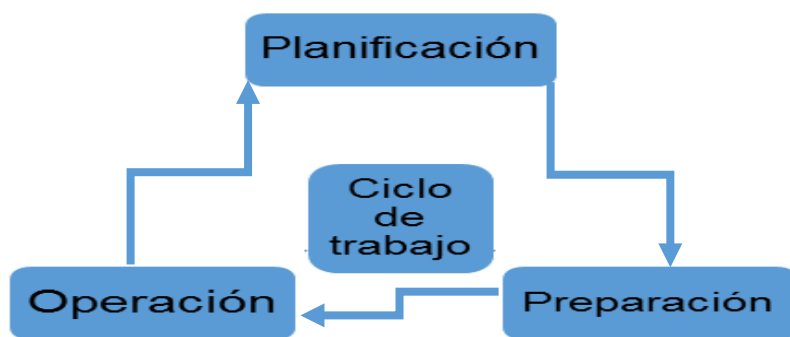 Planificación
Ciclo
de
trabajo
Operación
Preparación